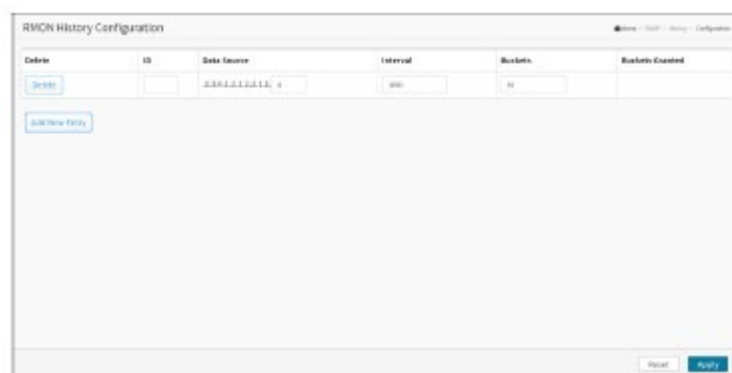 RMON History Configuration
Delete ID Data Source Interval Buckets Buckets Granted
Delete
Add New Entry
Reset Apply